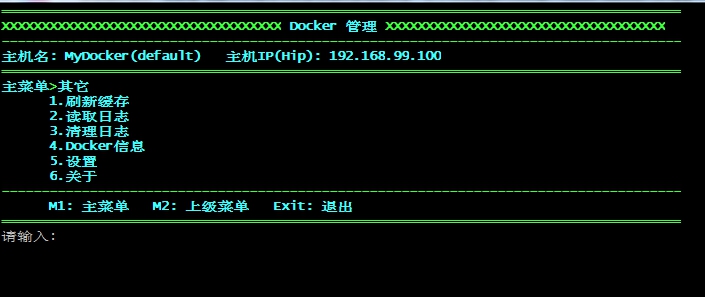 XXXXXXXXXXXXXXXXXXXXXXXXXXXXXXXXXXX Docker 管理 XXXXXXXXXXXXXXXXXXXXXXXXXXXXXXXXXXX
主机名: MyDocker(default) 主机IP(Hip): 192.168.99.100
主菜单>其它
1.刷新缓存
2.读取日志
3.清理日志
4.Docker信息
5.设置
6.关于
M1: 主菜单 M2: 上级菜单 Exit: 退出
请输入: